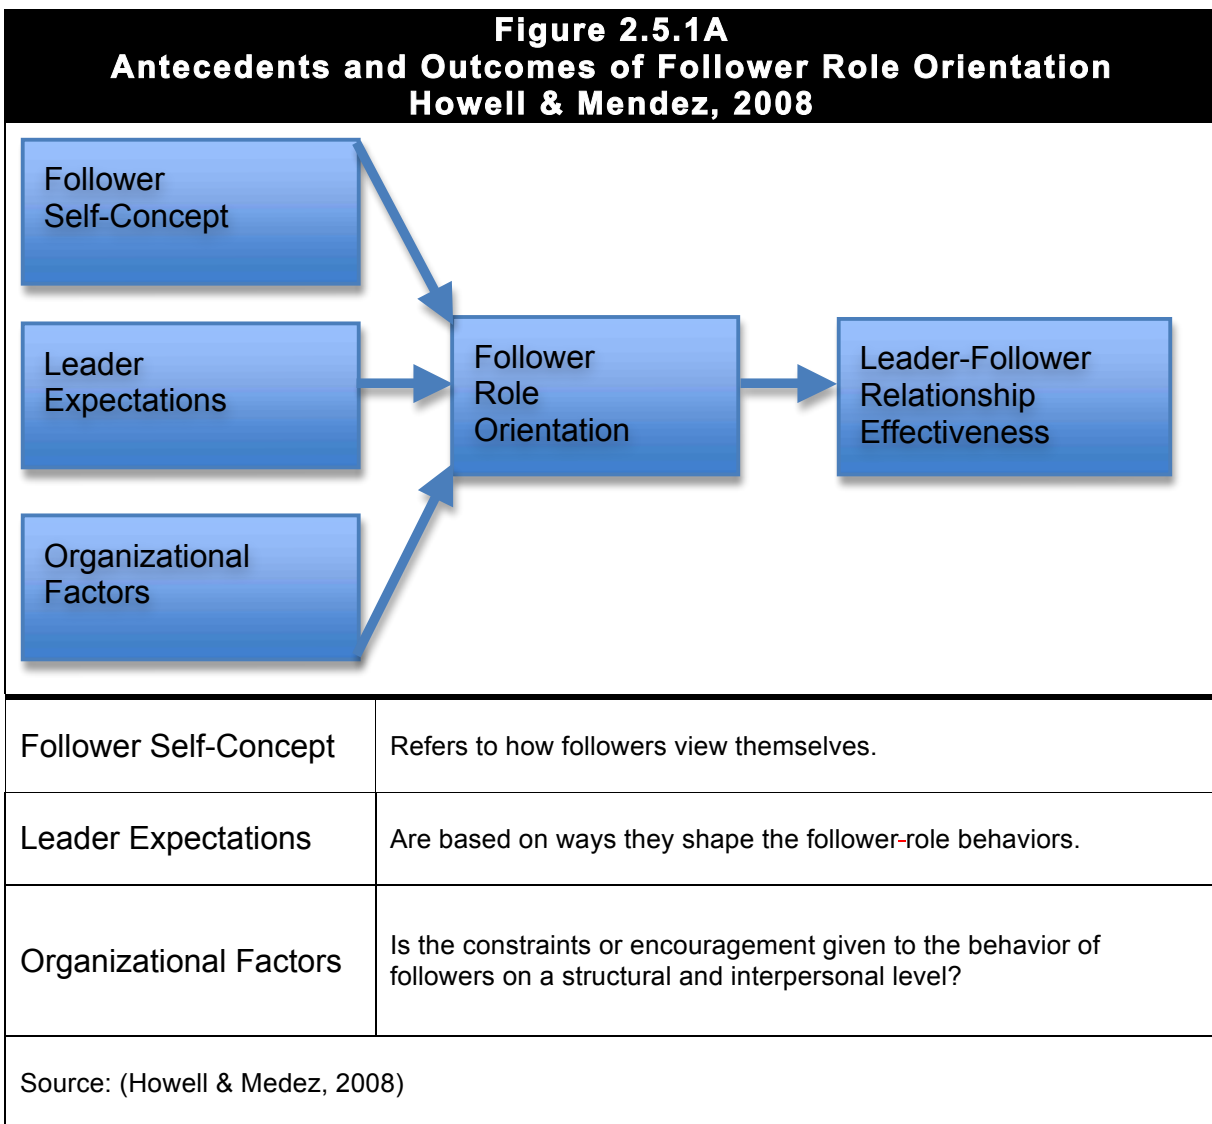 Figure 2.5.1A
Antecedents and Outcomes of Follower Role Orientation
Howell & Mendez, 2008
Follower
Self-Concept
Leader
Expectations
Organizational
Factors
Follower
Role
Orientation
Leader-Follower
Relationship
Effectiveness
Follower Self-Concept
Refers to how followers view themselves.
Leader Expectations
Are based on ways they shape the follower-role behaviors.
Organizational Factors
Is the constraints or encouragement given to the behavior of
followers on a structural and interpersonal level?
Source: (Howell & Medez, 2008)